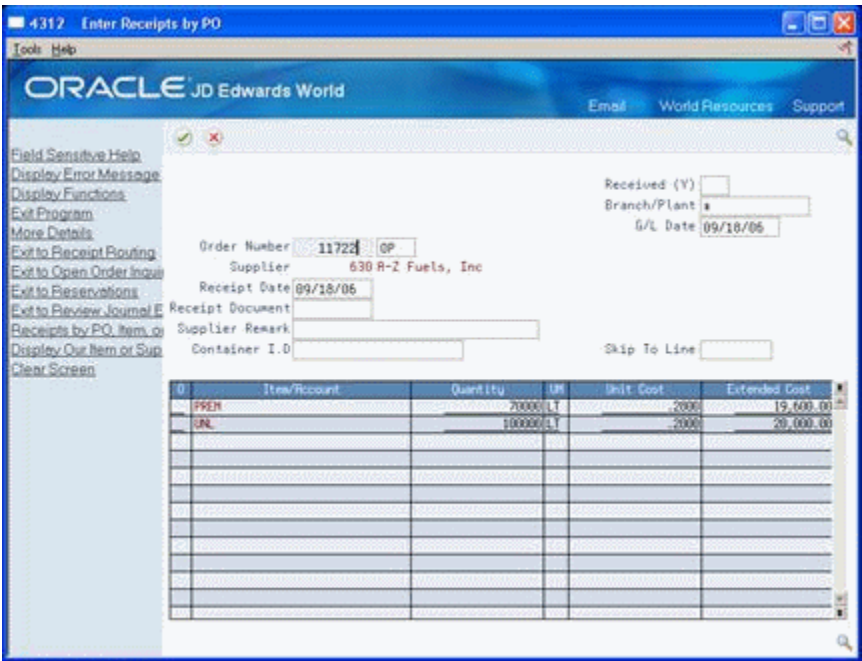 4312 Enter Receipts by PO
Tools Help
ORACLE JD Edwards World
Email World Resources Support
Field Sensitive Help
Display Error Message
Display Functions
Exit Program
More Details
Exit to Receipt Routing
Exit to Open Order Inqui
Exit to Reservations
Exit to Review Journal E
Receipts by PO, Item, o
Display Our Item or Sup
Clear Screen
Received (Y)
Branch/Plant *
G/L Date 09/18/06
Order Number 11722 OP
Supplier 630 A-Z Fuels, Inc
Receipt Date 09/18/06
Receipt Document
Supplier Remark
Container I.D Skip To Line
O Item/Account Quantity UM Unit Cost Extended Cost
PREM 70000 LT .2800 19,600.00
UNL 100000 LT .2000 20,000.00